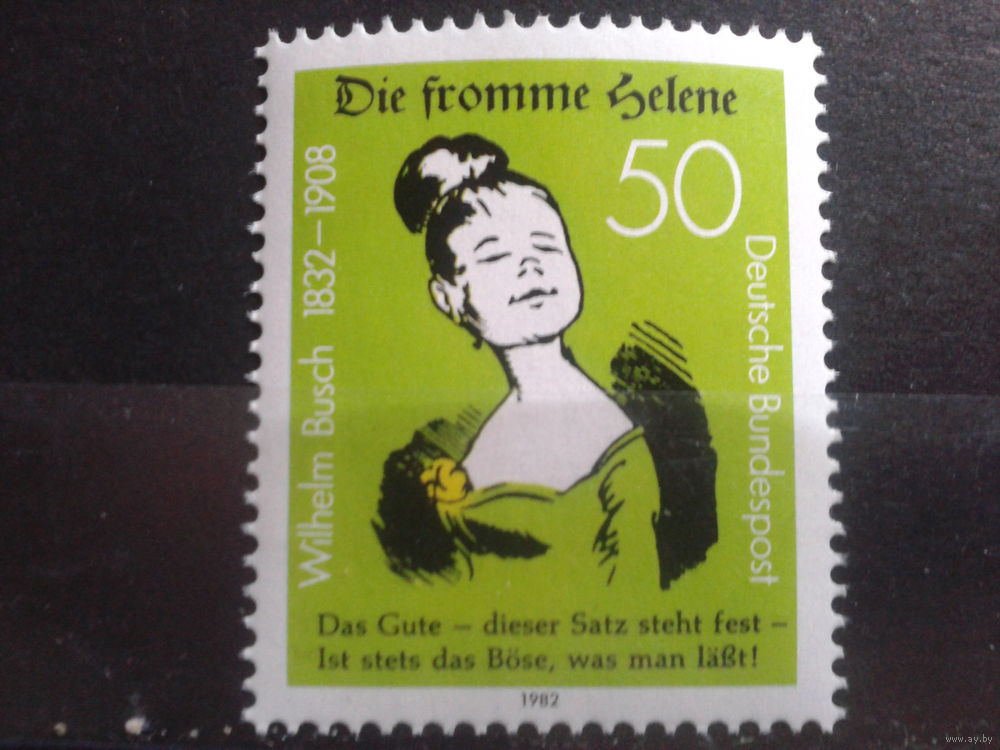 Die fromme Helene
50
Wilhelm Busch 1832–1908
Deutsche Bundespost
Das Gute – dieser Satz steht fest –
Ist stets das Böse, was man läßt!
1982
www.ay.by